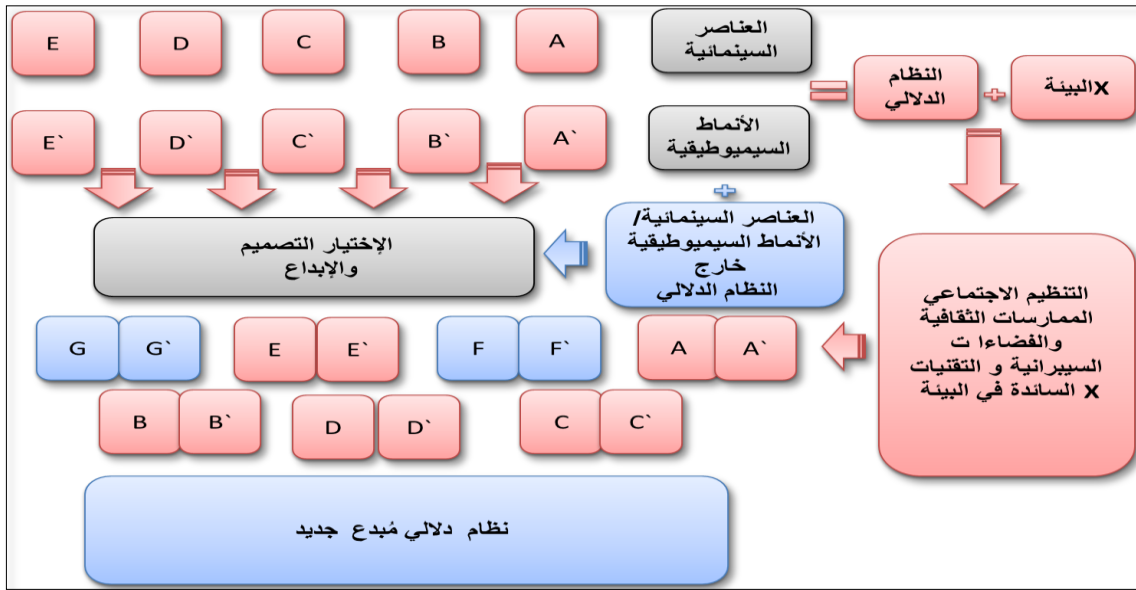 E D C B A
العناصر
السينمائية
النظام
الدلالي
Xالبيئة
E` D` C` B` A`
الأنماط
السيميوطيقية
العناصر السينمائية/
الأنماط السيميوطيقية
خارج
النظام الدلالي
الإختيار التصميم
والإبداع
التنظيم الاجتماعي
الممارسات الثقافية
والفضاءا ت
السيبرانية و التقنيات
السائدة في البيئة X
G G` E E` F F` A A`
B B` D D` C C`
نظام دلالي مُبدع جديد